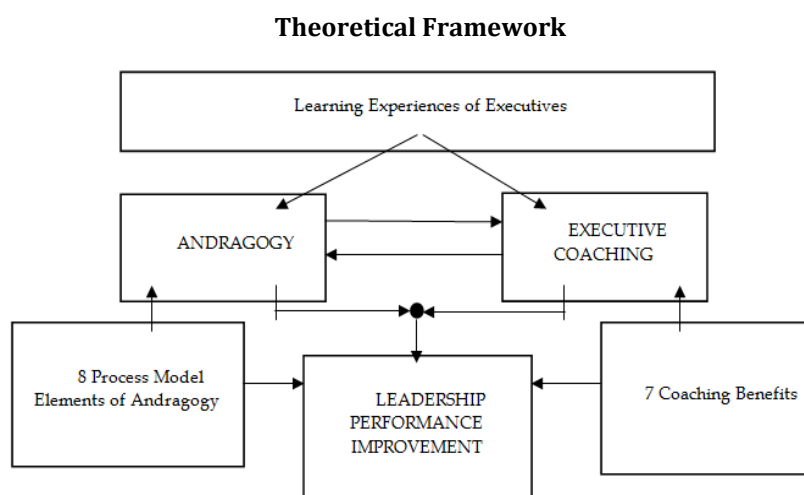 Theoretical Framework
Learning Experiences of Executives
ANDRAGOGY
EXECUTIVE
COACHING
8 Process Model
Elements of Andragogy
LEADERSHIP
PERFORMANCE
IMPROVEMENT
7 Coaching Benefits